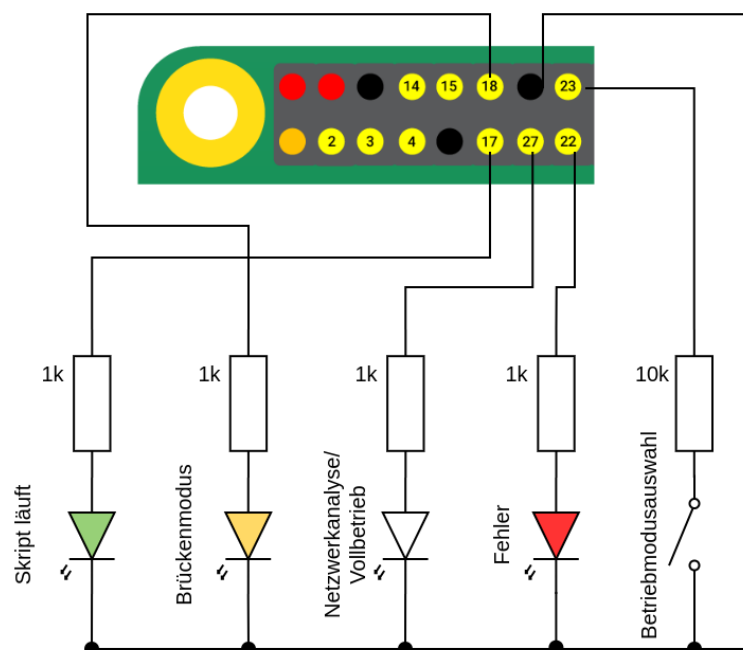 14 15 18 23
2 3 4 17 27 22
1k 1k 1k 1k 10k
Skript läuft
Brückenmodus
Netzwerkanalyse/
Vollbetrieb
Fehler
Betriebmodusauswahl